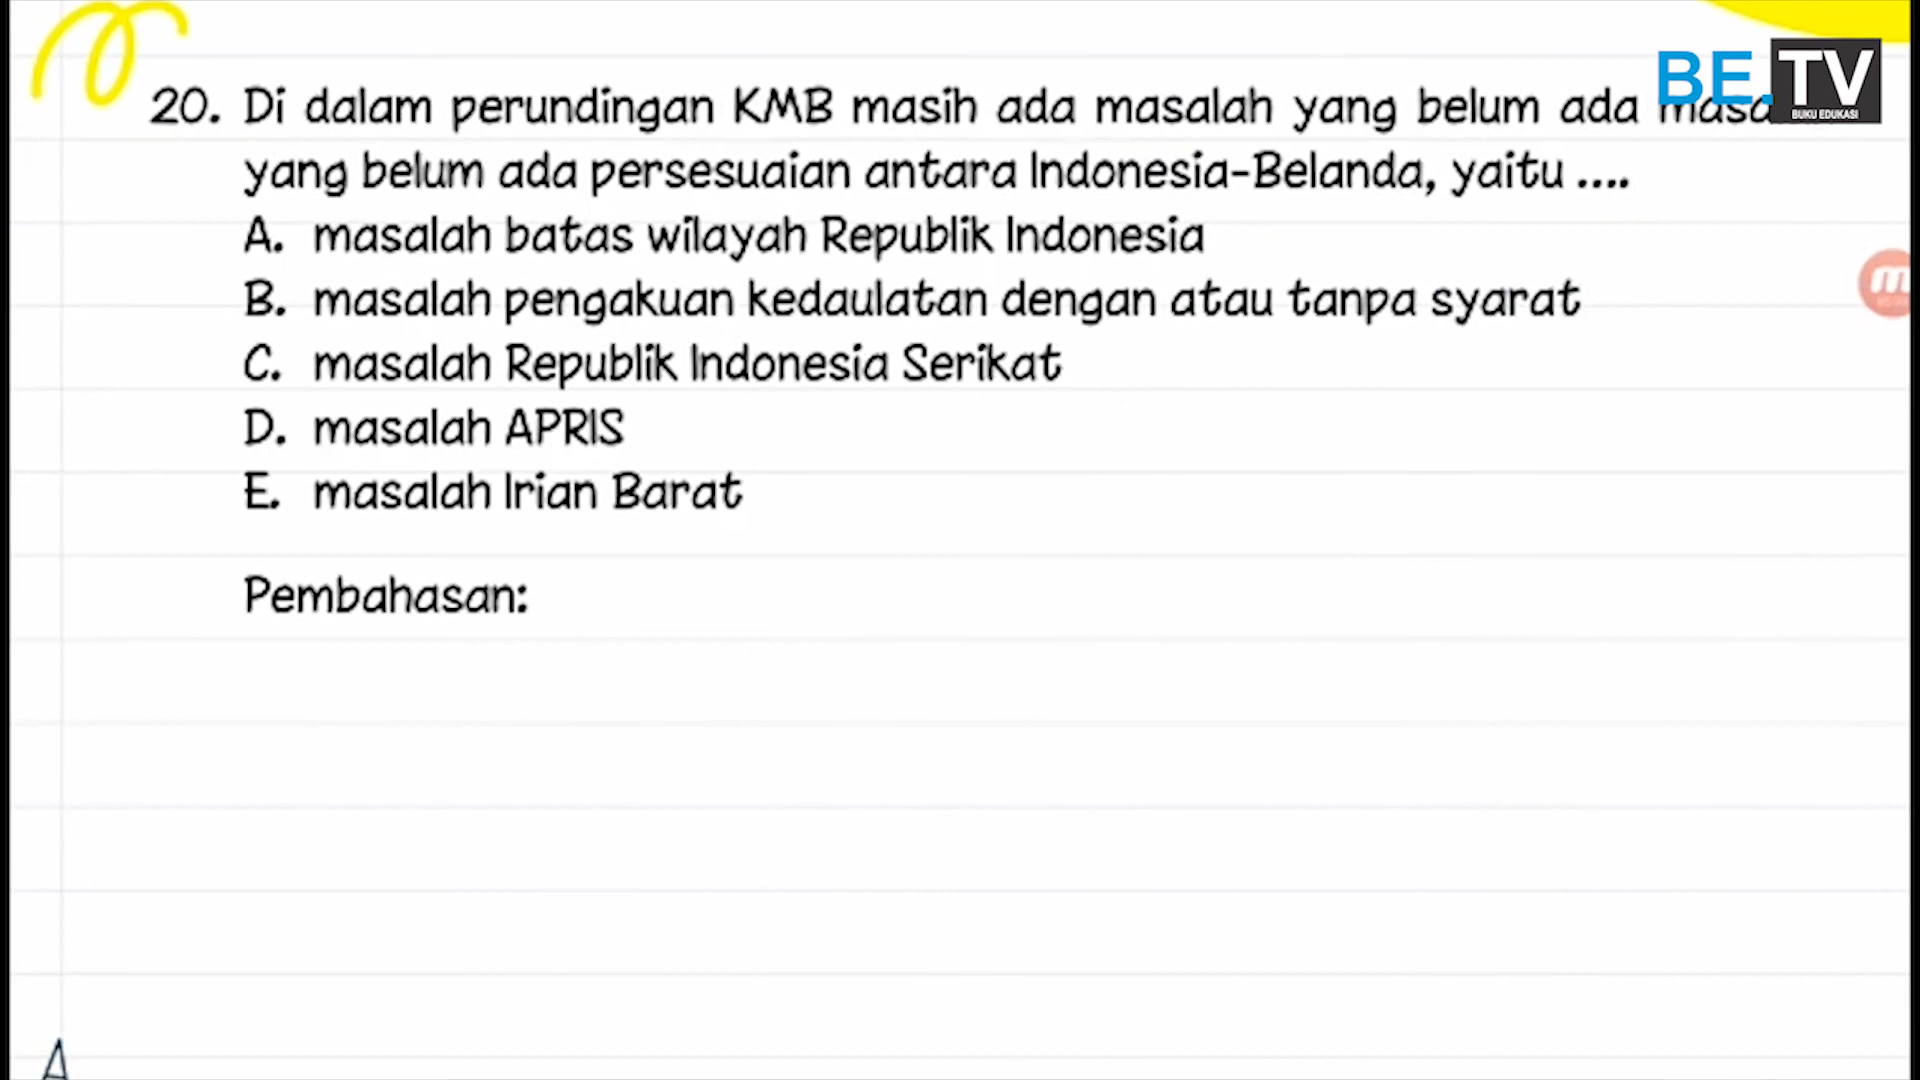 BE.TV
BUKU EDUKASI
20. Di dalam perundingan KMB masih ada masalah yang belum ada
yang belum ada persesuaian antara Indonesia-Belanda, yaitu ....
A. masalah batas wilayah Republik Indonesia
B. masalah pengakuan kedaulatan dengan atau tanpa syarat
C. masalah Republik Indonesia Serikat
D. masalah APRIS
E. masalah Irian Barat
Pembahasan: